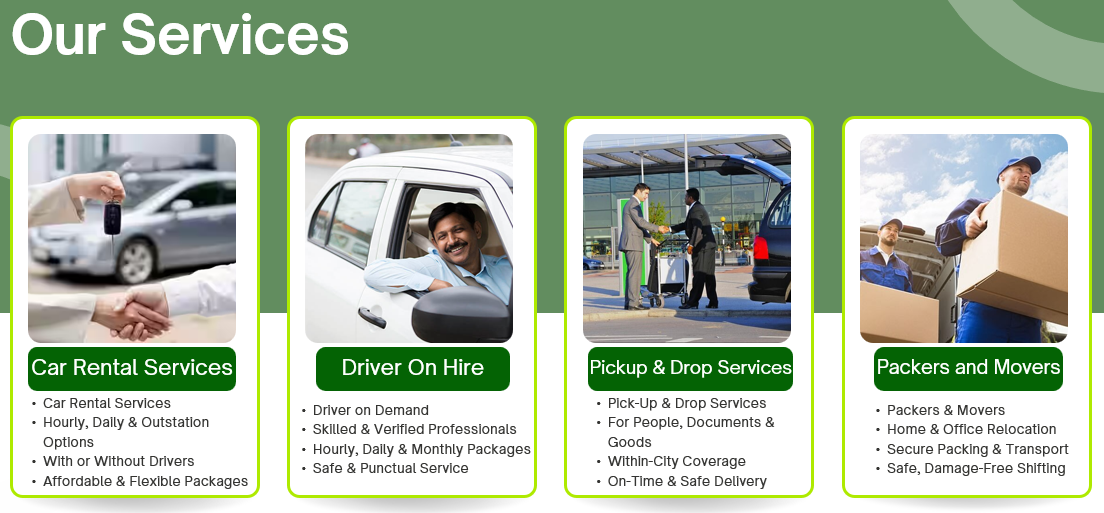 Our Services
Car Rental Services
• Car Rental Services
• Hourly, Daily & Outstation
Options
• With or Without Drivers
• Affordable & Flexible Packages
Driver On Hire
• Driver on Demand
• Skilled & Verified Professionals
• Hourly, Daily & Monthly Packages
• Safe & Punctual Service
Pickup & Drop Services
• Pick-Up & Drop Services
• For People, Documents &
Goods
• Within-City Coverage
• On-Time & Safe Delivery
Packers and Movers
• Packers & Movers
• Home & Office Relocation
• Secure Packing & Transport
• Safe, Damage-Free Shifting